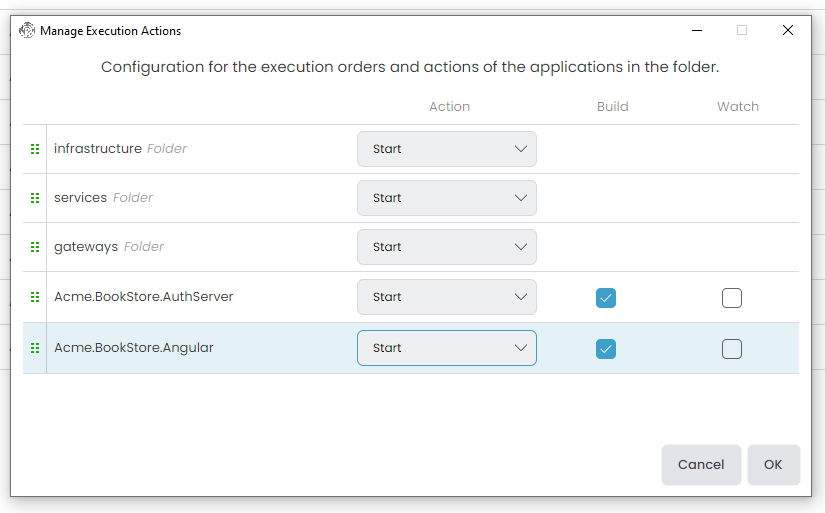 Manage Execution Actions
Configuration for the execution orders and actions of the applications in the folder.
Action Build Watch
infrastructure Folder Start
services Folder Start
gateways Folder Start
Acme.BookStore.AuthServer Start
Acme.BookStore.Angular Start
Cancel OK